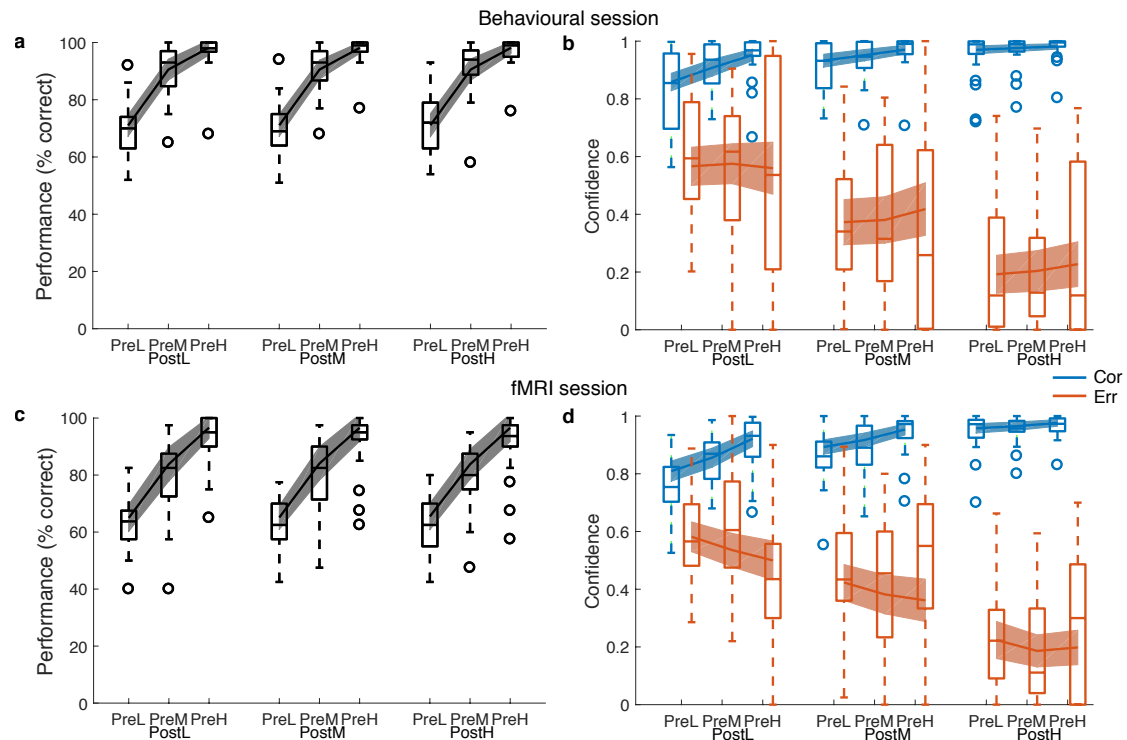 Behavioural session
a
Performance (% correct)
100
80
60
40
20
0
PreL PreM PreH PreL PreM PreH PreL PreM PreH
PostL PostM PostH
b
Confidence
1
0.8
0.6
0.4
0.2
0
PreL PreM PreH PreL PreM PreH PreL PreM PreH
PostL PostM PostH
fMRI session
Cor
Err
c
Performance (% correct)
100
80
60
40
20
0
PreL PreM PreH PreL PreM PreH PreL PreM PreH
PostL PostM PostH
d
Confidence
1
0.8
0.6
0.4
0.2
0
PreL PreM PreH PreL PreM PreH PreL PreM PreH
PostL PostM PostH